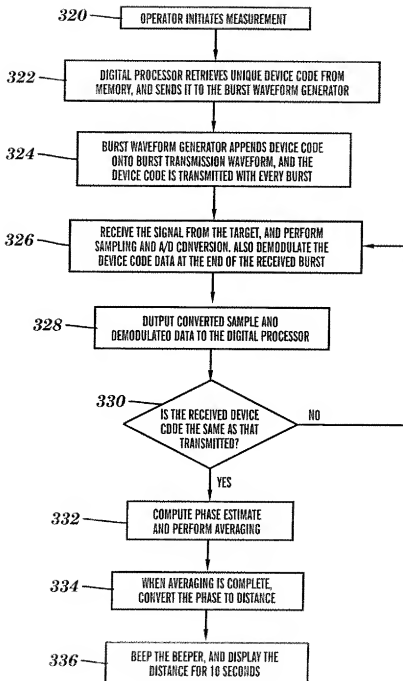 320
OPERATOR INITIATES MEASUREMENT
322
DIGITAL PROCESSOR RETRIEVES UNIQUE DEVICE CODE FROM
MEMORY, AND SENDS IT TO THE BURST WAVEFORM GENERATOR
324
BURST WAVEFORM GENERATOR APPENDS DEVICE CODE
ONTO BURST TRANSMISSION WAVEFORM, AND THE
DEVICE CODE IS TRANSMITTED WITH EVERY BURST
326
RECEIVE THE SIGNAL FROM THE TARGET, AND PERFORM
SAMPLING AND A/D CONVERSION. ALSO DEMODULATE THE
DEVICE CODE DATA AT THE END OF THE RECEIVED BURST
328
OUTPUT CONVERTED SAMPLE AND
DEMODULATED DATA TO THE DIGITAL PROCESSOR
330
IS THE RECEIVED DEVICE
CODE THE SAME AS THAT
TRANSMITTED?
NO
YES
332
COMPUTE PHASE ESTIMATE
AND PERFORM AVERAGING
334
WHEN AVERAGING IS COMPLETE,
CONVERT THE PHASE TO DISTANCE
336
BEEP THE BEEPER, AND DISPLAY THE
DISTANCE FOR 10 SECONDS